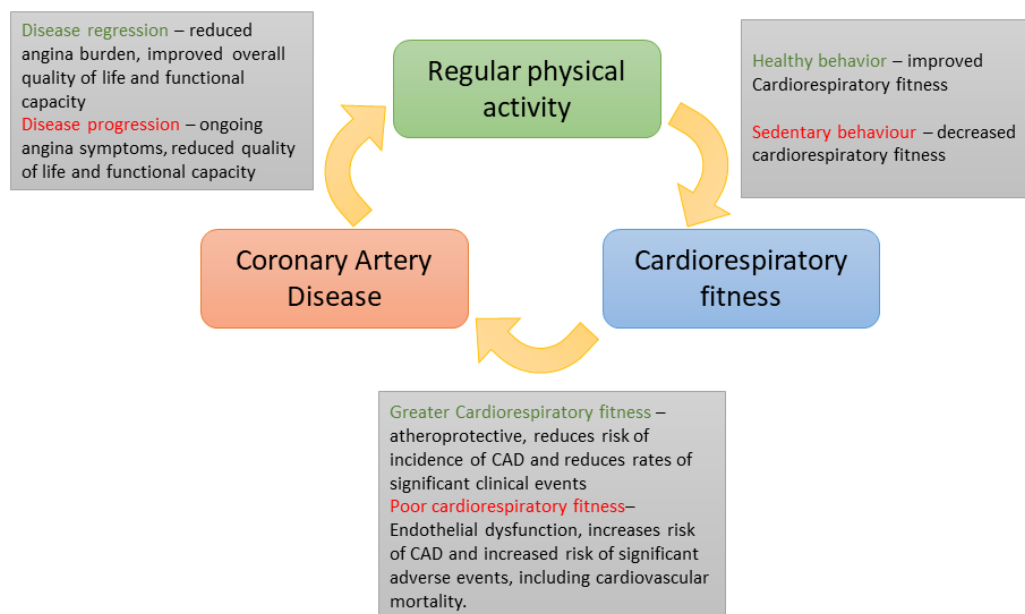 Disease regression – reduced
angina burden, improved overall
quality of life and functional
capacity
Disease progression – ongoing
angina symptoms, reduced quality
of life and functional capacity
Regular physical
activity
Healthy behavior – improved
Cardiorespiratory fitness
Sedentary behaviour – decreased
cardiorespiratory fitness
Coronary Artery
Disease
Cardiorespiratory
fitness
Greater Cardiorespiratory fitness –
atheroprotective, reduces risk of
incidence of CAD and reduces rates of
significant clinical events
Poor cardiorespiratory fitness–
Endothelial dysfunction, increases risk
of CAD and increased risk of significant
adverse events, including cardiovascular
mortality.